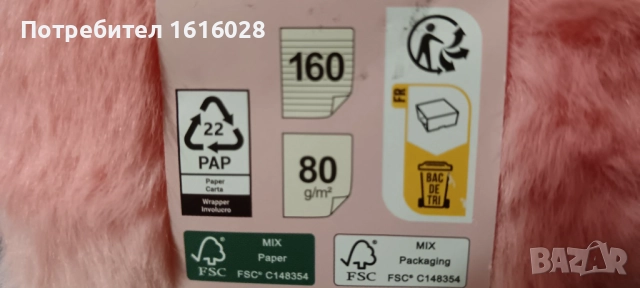 Потребител 1616028
160
22
PAP
Paper
Carta
Wrapper
Involucro
80
g/m²
FR
BAC
DE
TRI
FSC
MIX
Paper
FSC® C148354
FSC
MIX
Packaging
FSC® C148354
BAZAR